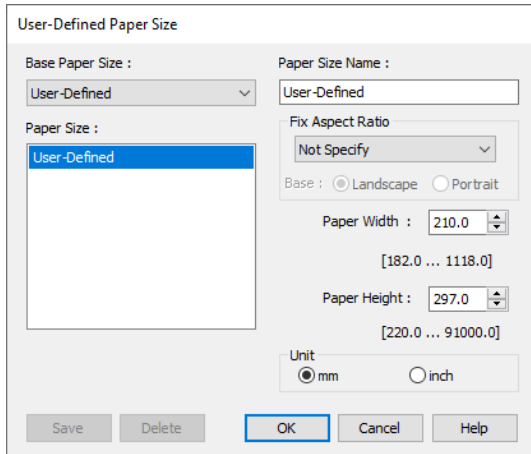 User-Defined Paper Size
Base Paper Size :
User-Defined
Paper Size :
User-Defined
Paper Size Name :
User-Defined
Fix Aspect Ratio
Not Specify
Base : Landscape Portrait
Paper Width : 210.0
[182.0 ... 1118.0]
Paper Height : 297.0
[220.0 ... 91000.0]
Unit
mm inch
Save Delete OK Cancel Help